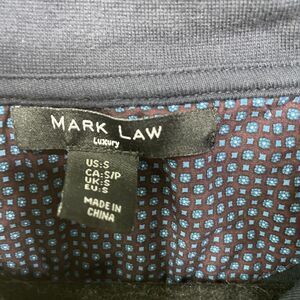 MARK LAW
Luxury
US:S
CA:S/P
UK:S
EU:S
MADE IN
CHINA